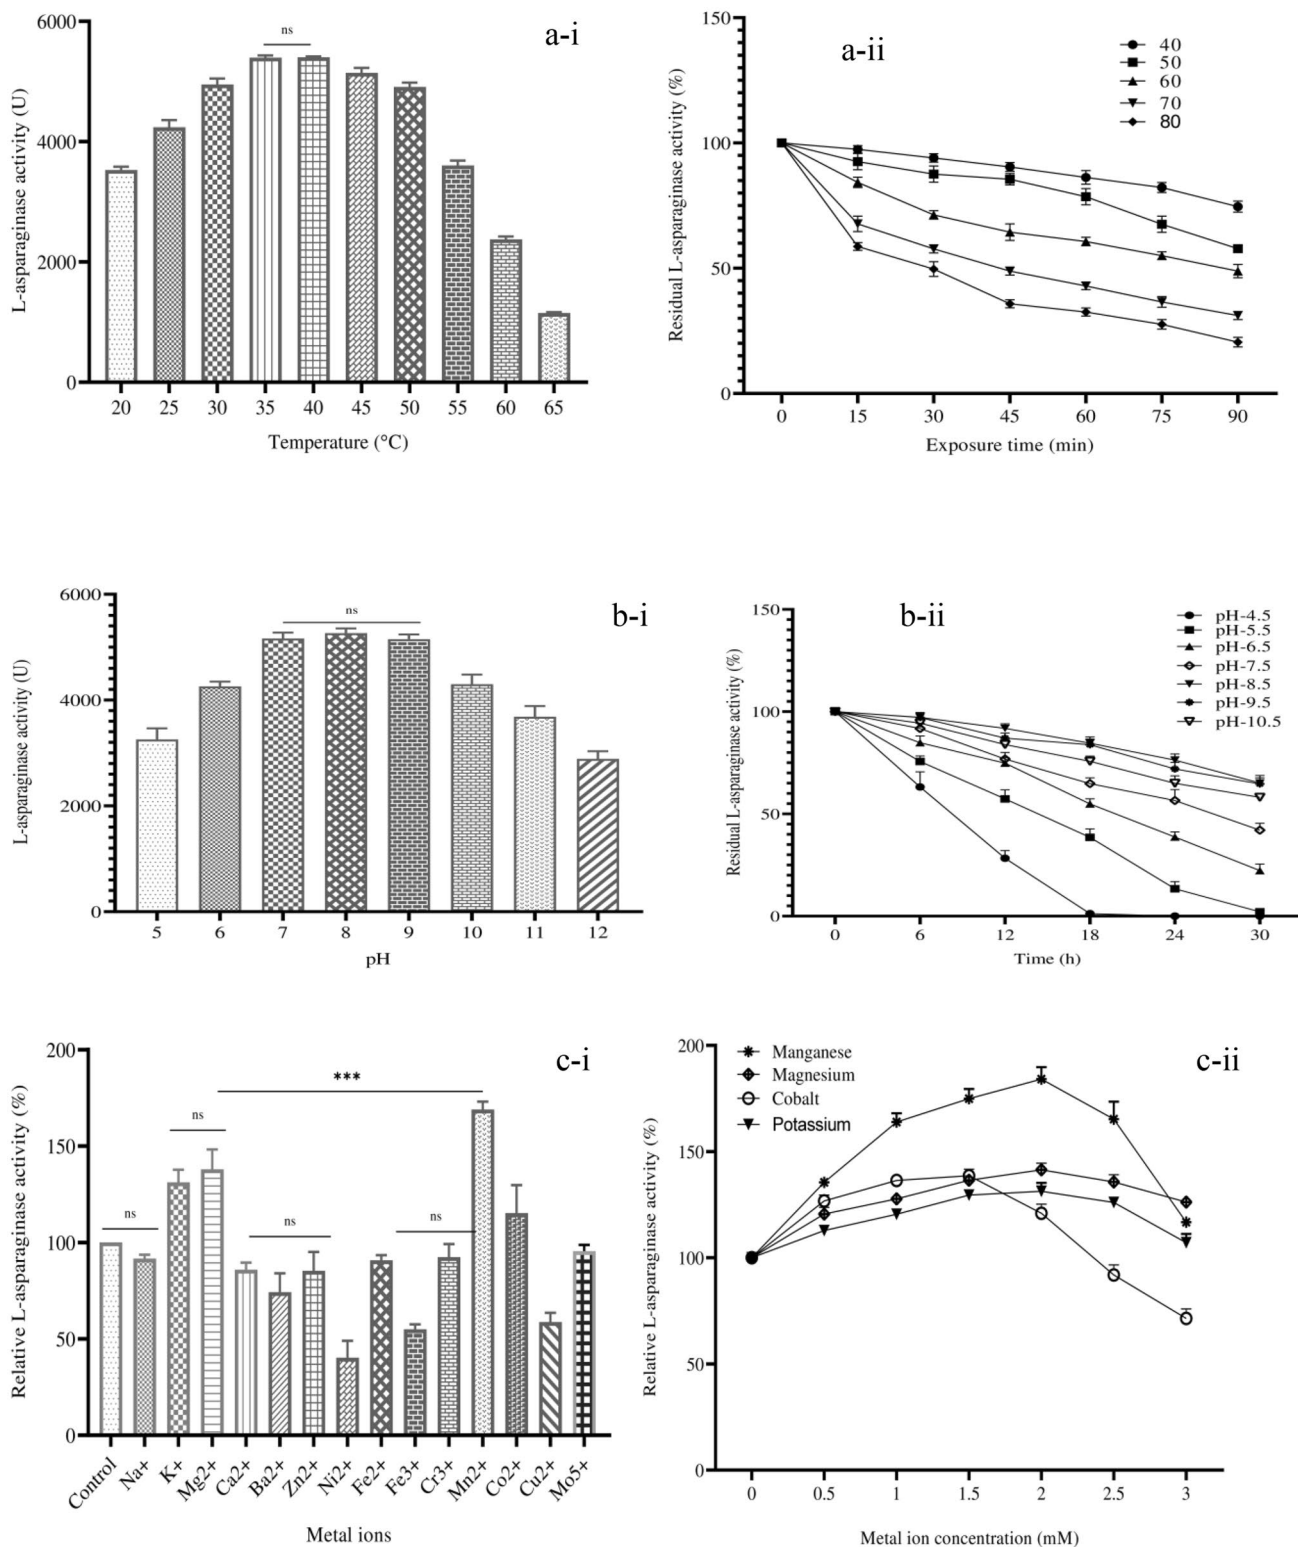 a-i
L-asparaginase activity (U)
6000
4000
2000
0
ns
20 25 30 35 40 45 50 55 60 65
Temperature (°C)
a-ii
Residual L-asparaginase activity (%)
150
100
50
0
40
50
60
70
80
0 15 30 45 60 75 90
Exposure time (min)
b-i
L-asparaginase activity (U)
6000
4000
2000
0
ns
5 6 7 8 9 10 11 12
pH
b-ii
Residual L-asparaginase activity (%)
150
100
50
0
pH-4.5
pH-5.5
pH-6.5
pH-7.5
pH-8.5
pH-9.5
pH-10.5
0 6 12 18 24 30
Time (h)
c-i
Relative L-asparaginase activity (%)
200
150
100
50
0
***
ns
ns
ns
ns
Control Na+ K+ Mg2+ Ca2+ Ba2+ Zn2+ Ni2+ Fe2+ Fe3+ Cr3+ Mn2+ Co2+ Cu2+ Mo5+
Metal ions
c-ii
Relative L-asparaginase activity (%)
200
150
100
50
0
Manganese
Magnesium
Cobalt
Potassium
0 0.5 1 1.5 2 2.5 3
Metal ion concentration (mM)